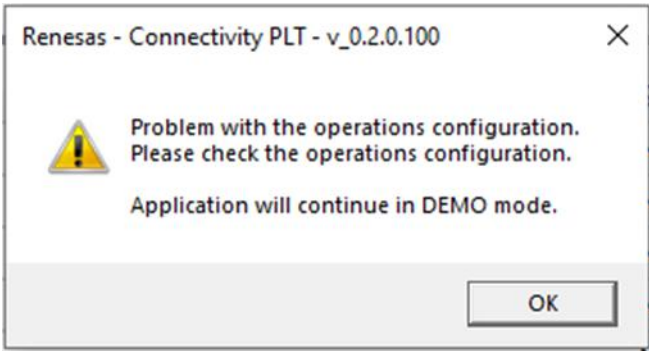 Renesas - Connectivity PLT - v_0.2.0.100
Problem with the operations configuration.
Please check the operations configuration.
Application will continue in DEMO mode.
OK